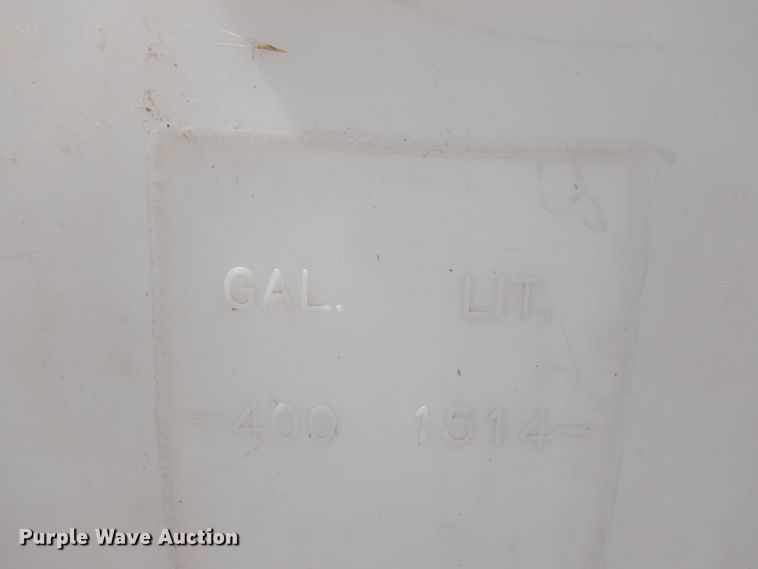 GAL. LIT.
-400 1514-
Purple Wave Auction